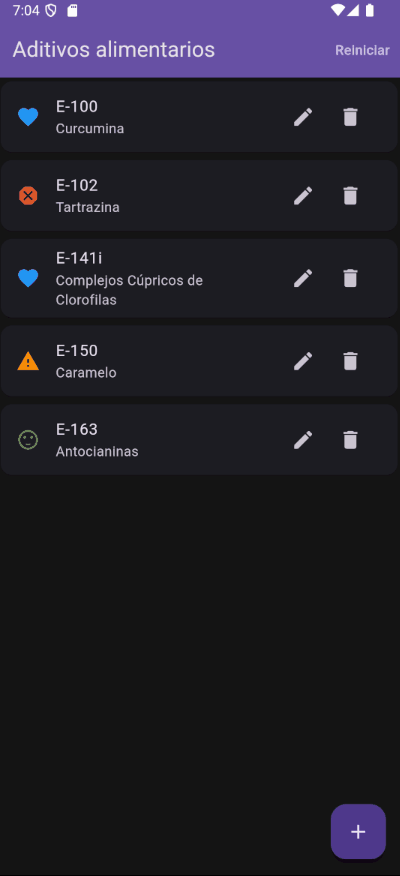 7:04
Aditivos alimentarios
Reiniciar
E-100
Curcumina
E-102
Tartrazina
E-141i
Complejos Cúpricos de
Clorofilas
E-150
Caramelo
E-163
Antocianinas